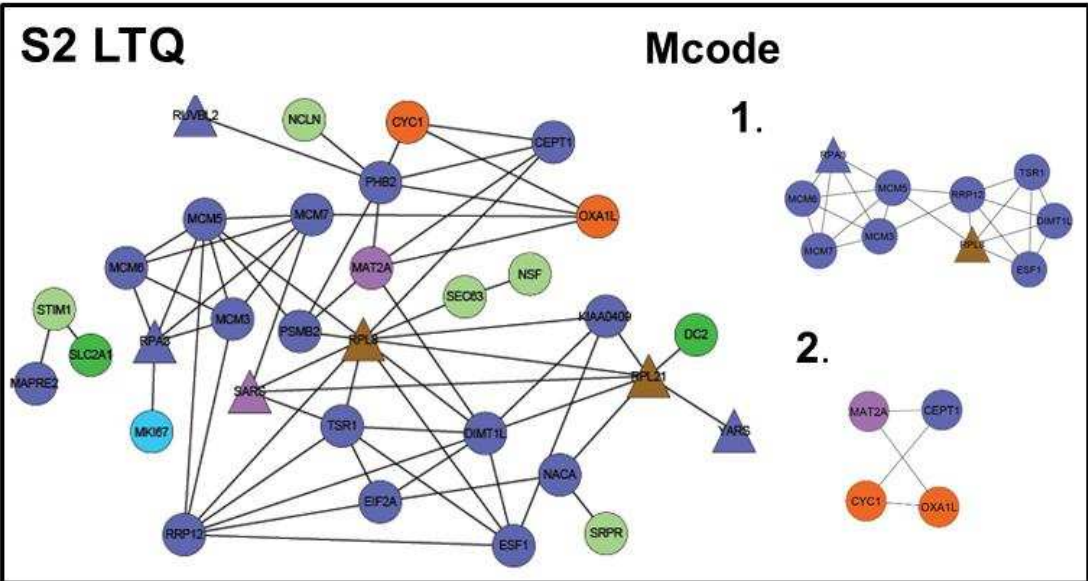 S2 LTQ
Mcode
RUVBL2
NCLN
CYC1
CEPT1
PHB2
MCM5
MCM7
OXA1L
MCM6
MAT2A
NSF
SEC63
STIM1
MCM3
PSMB2
RPL8
KIAA0409
DC2
SLC2A1
RPA3
MAPRE2
SARS
RPL21
MKI67
TSR1
DIMT1L
YARS
NACA
EIF2A
RRP12
ESF1
SRPR
1.
RPA3
MCM6
MCM5
RRP12
TSR1
DIMT1L
MCM7
MCM3
RPL8
ESF1
2.
MAT2A
CEPT1
CYC1
OXA1L